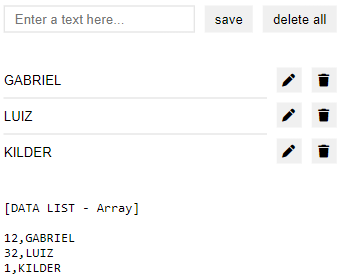 Enter a text here... save delete all
GABRIEL
LUIZ
KILDER
[DATA LIST - Array]
12,GABRIEL
32,LUIZ
1,KILDER